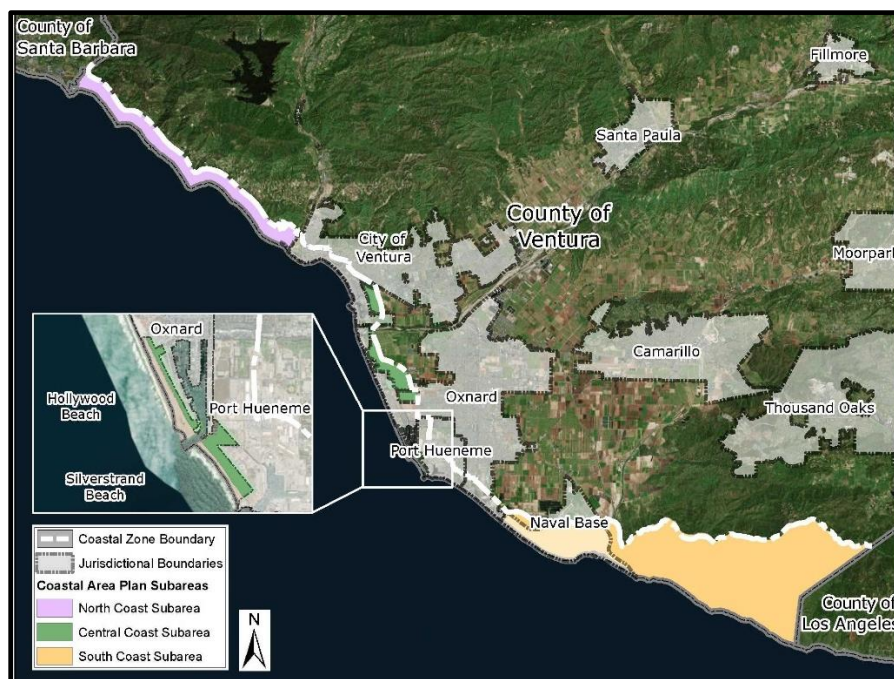 County of
Santa Barbara
Fillmore
Santa Paula
County of
Ventura
City of
Ventura
Moorpark
Oxnard
Camarillo
Hollywood
Beach
Port Hueneme
Oxnard
Thousand Oaks
Port Hueneme
Silverstrand
Beach
Naval Base
Coastal Zone Boundary
Jurisdictional Boundaries
Coastal Area Plan Subareas
North Coast Subarea
Central Coast Subarea
South Coast Subarea
N
County of
Los Angeles